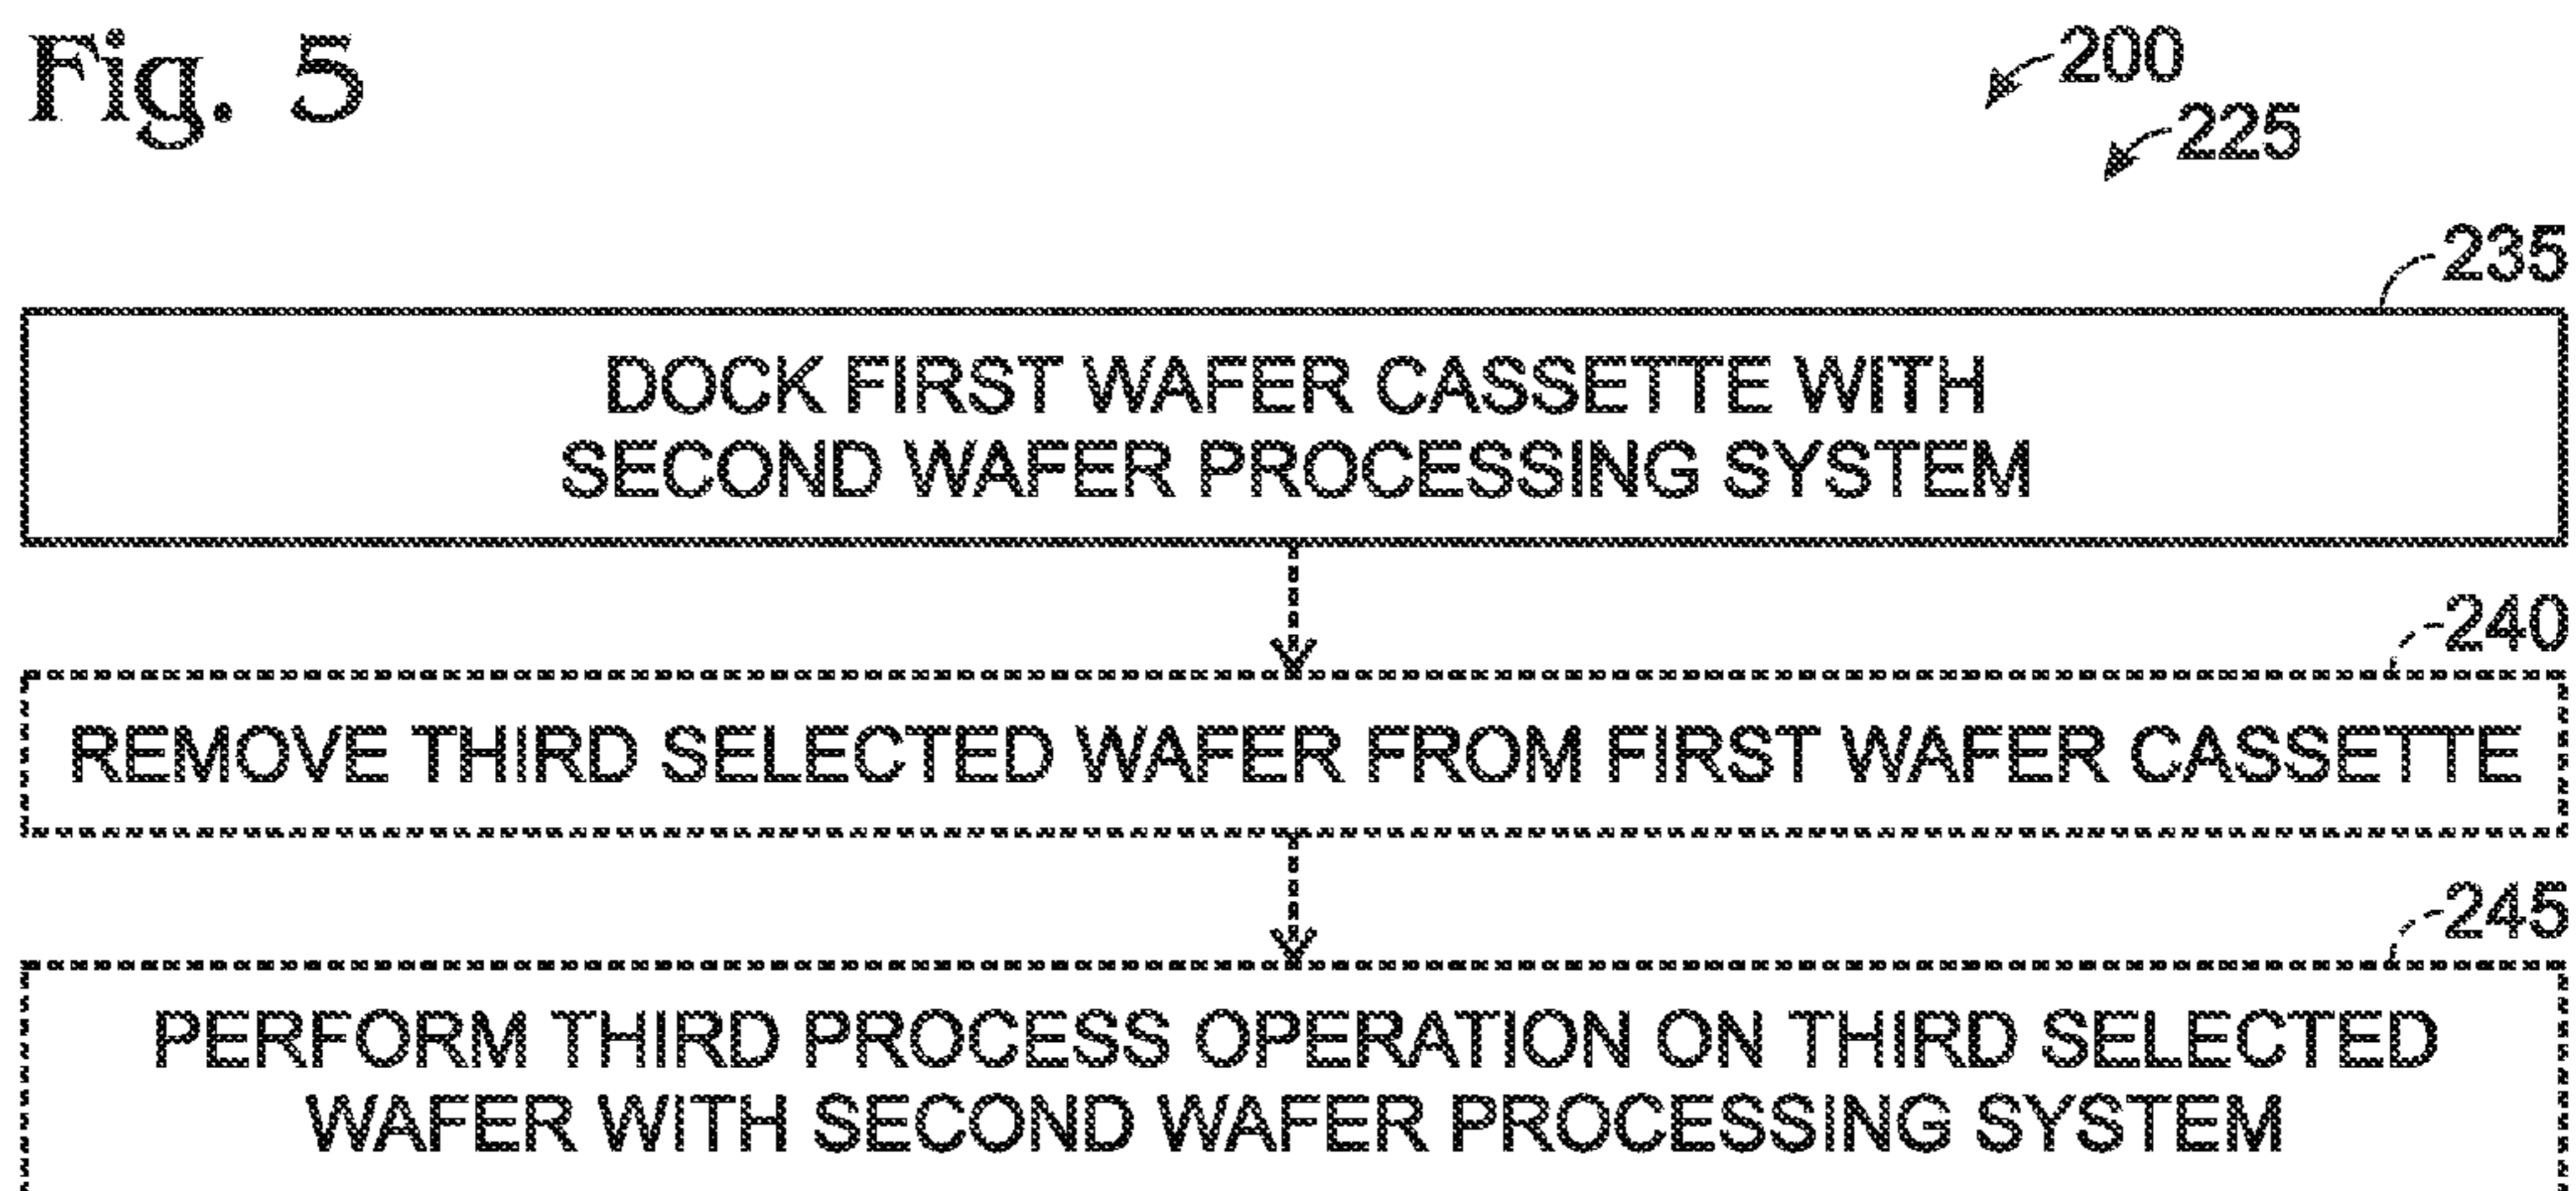 Fig. 5
200
225
235
DOCK FIRST WAFER CASSETTE WITH
SECOND WAFER PROCESSING SYSTEM
240
REMOVE THIRD SELECTED WAFER FROM FIRST WAFER CASSETTE
245
PERFORM THIRD PROCESS OPERATION ON THIRD SELECTED
WAFER WITH SECOND WAFER PROCESSING SYSTEM